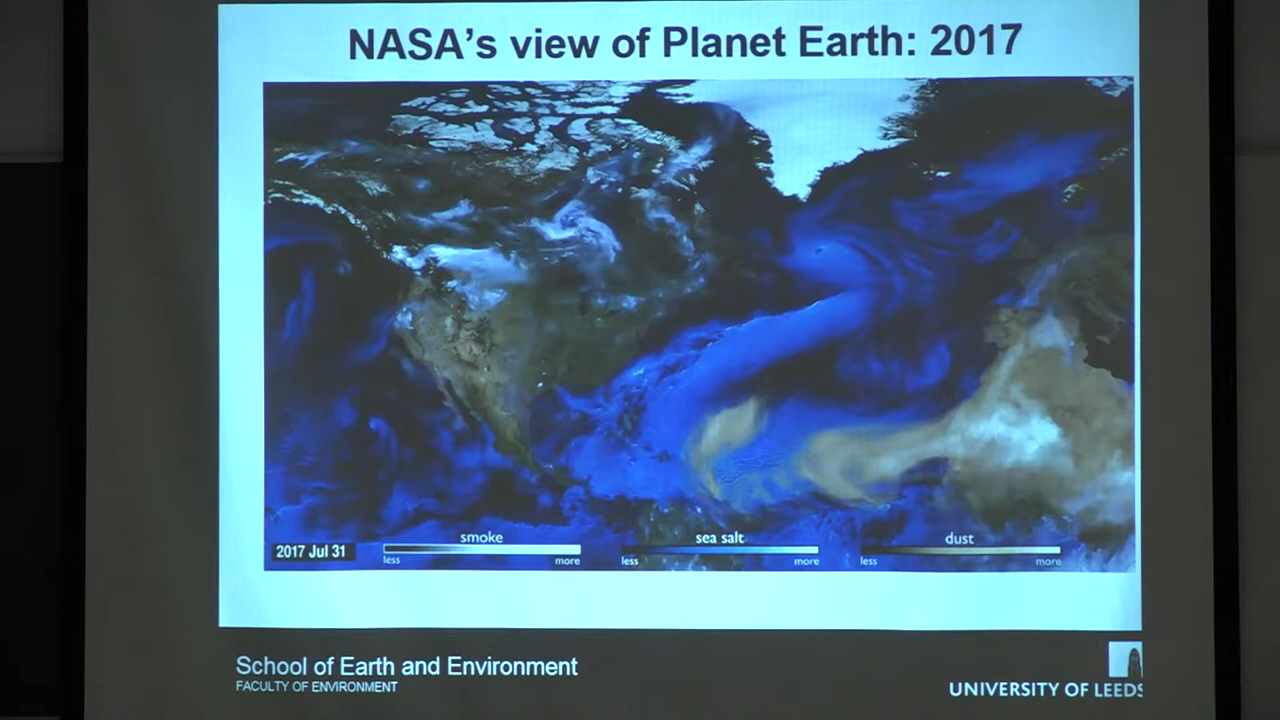 NASA's view of Planet Earth: 2017
smoke
sea salt
dust
2017 Jul 31
less
more
less
more
less
more
School of Earth and Environment
FACULTY OF ENVIRONMENT
UNIVERSITY OF LEEDS